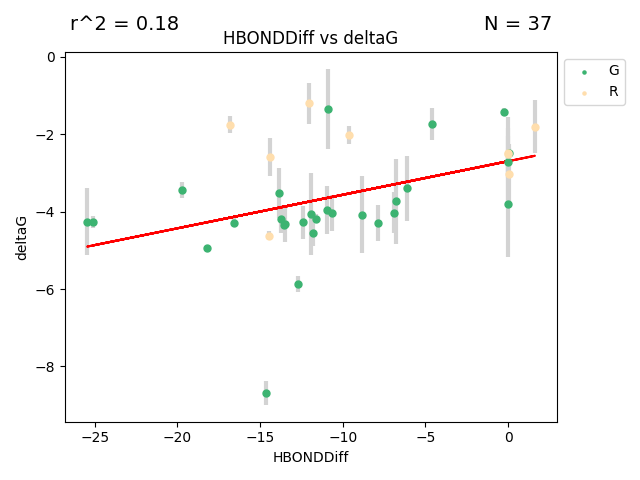 r^2 = 0.18
N = 37
HBONDDiff vs deltaG
G
R
0
−2
−4
−6
−8
deltaG
−25
−20
−15
−10
−5
0
HBONDDiff